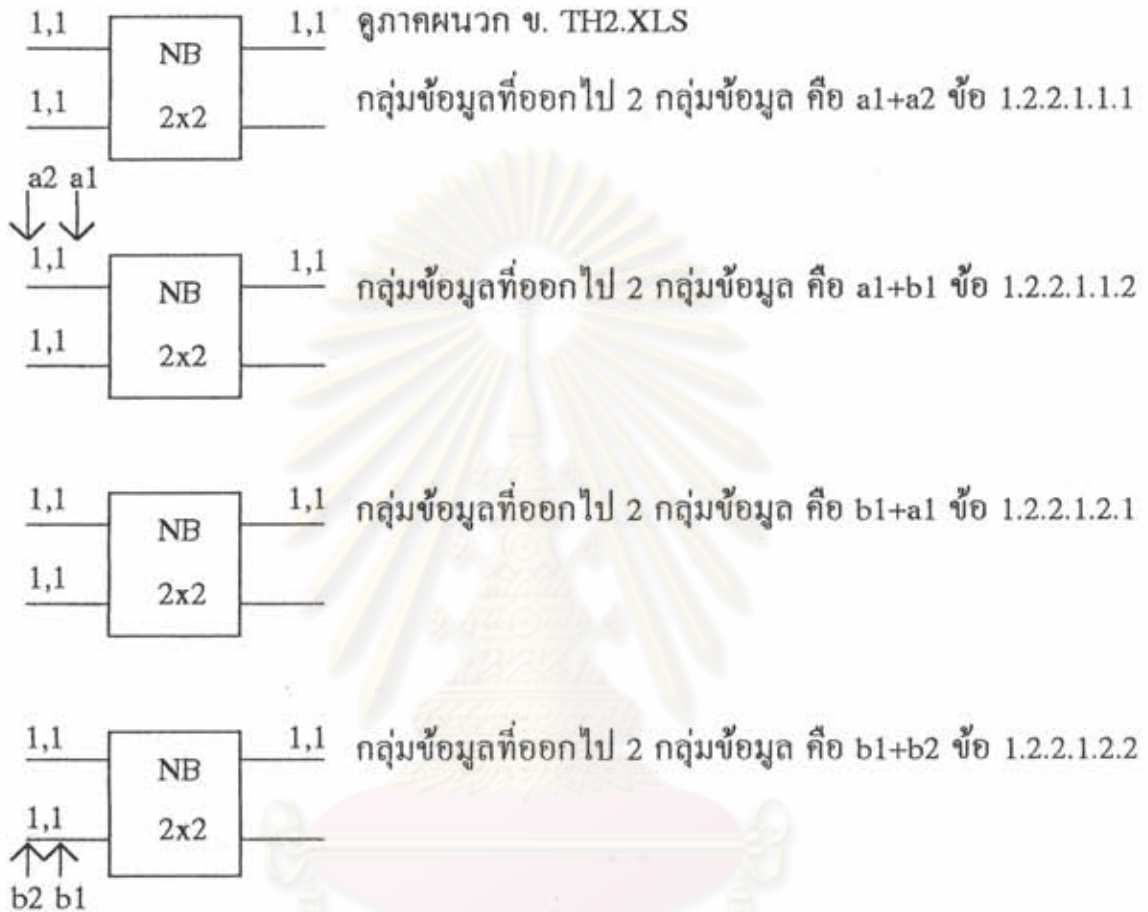 1,1 1,1 ดูภาคผนวก ข. TH2.XLS
NB
1,1 กลุ่มข้อมูลที่ออกไป 2 กลุ่มข้อมูล คือ a1+a2 ข้อ 1.2.2.1.1.1
2x2
a2 a1
1,1 1,1 กลุ่มข้อมูลที่ออกไป 2 กลุ่มข้อมูล คือ a1+b1 ข้อ 1.2.2.1.1.2
NB
1,1
2x2
1,1 1,1 กลุ่มข้อมูลที่ออกไป 2 กลุ่มข้อมูล คือ b1+a1 ข้อ 1.2.2.1.2.1
NB
1,1
2x2
1,1 1,1 กลุ่มข้อมูลที่ออกไป 2 กลุ่มข้อมูล คือ b1+b2 ข้อ 1.2.2.1.2.2
NB
1,1
2x2
b2 b1